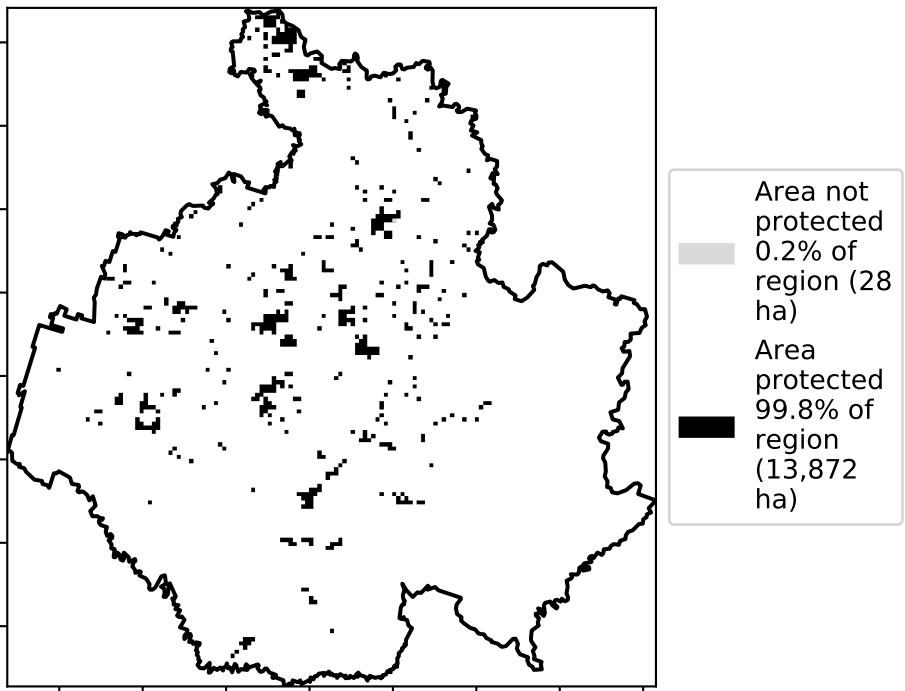 Area not
protected
0.2% of
region (28
ha)
Area
protected
99.8% of
region
(13,872
ha)